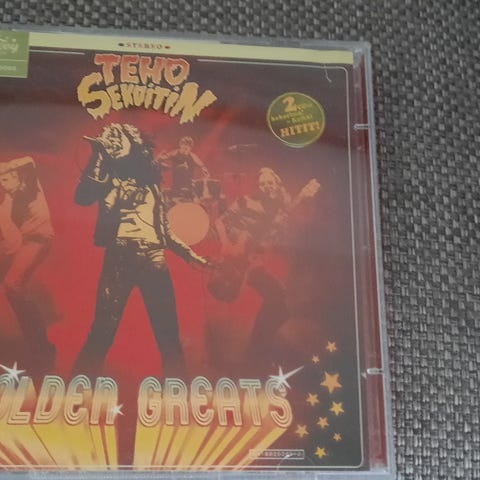 STEREO
TEHO
SEKOITIN
2
HITIT!
OLDEN GREATS